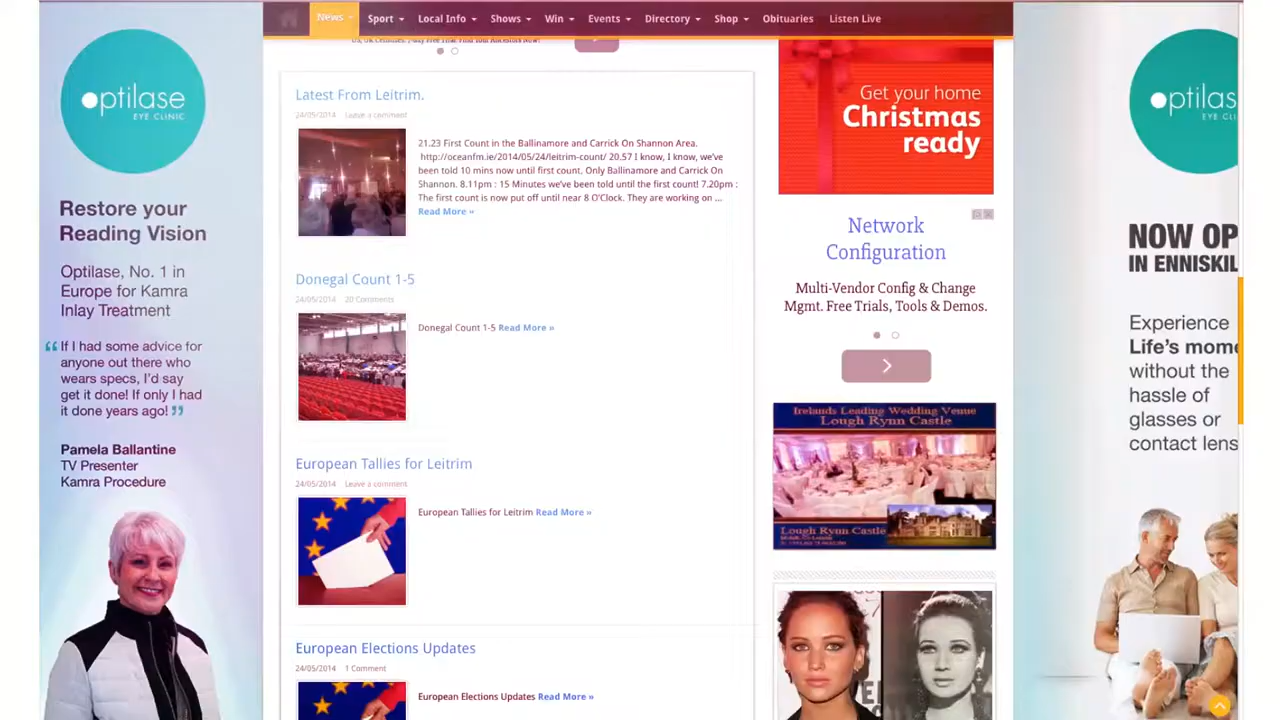 News
Sport
Local Info
Shows
Win
Events
Directory
Shop
Obituaries
Listen Live
optilase
EYE CLINIC
Restore your
Reading Vision
Optilase, No. 1 in
Europe for Kamra
Inlay Treatment
“ If I had some advice for
anyone out there who
wears specs, I'd say
get it done! If only I had
it done years ago! ”
Pamela Ballantine
TV Presenter
Kamra Procedure
Latest From Leitrim.
24/05/2014 Leave a comment
21.23 First Count in the Ballinamore and Carrick On Shannon Area.
http://oceanfm.ie/2014/05/24/leitrim-count/ 20.57 I know, I know, we've
been told 10 mins now until first count, Only Ballinamore and Carrick On
Shannon. 8.11pm : 15 Minutes we've been told until the first count! 7.20pm :
The first count is now put off until near 8 O'Clock. They are working on ...
Read More »
Donegal Count 1-5
24/05/2014 20 Comments
Donegal Count 1-5 Read More »
European Tallies for Leitrim
24/05/2014 Leave a comment
European Tallies for Leitrim Read More »
European Elections Updates
24/05/2014 1 Comment
European Elections Updates Read More »
Get your home
Christmas
ready
Network
Configuration
Multi-Vendor Config & Change
Mgmt. Free Trials, Tools & Demos.
Irelands Leading Wedding Venue
Lough Rynn Castle
Lough Rynn Castle
optilas
EYE CLI
NOW OP
IN ENNISKIL
Experience
Life's mome
without the
hassle of
glasses or
contact lens